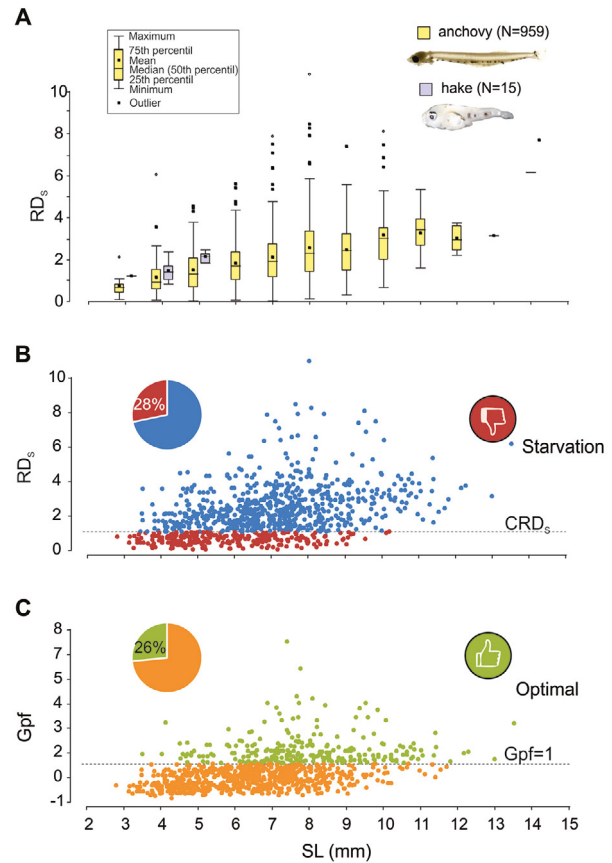 A
Maximum
75th percentil
Mean
Median (50th percentil)
25th percentil
Minimum
Outlier
anchovy (N=959)
hake (N=15)
10
8
6
4
2
0
RDs
B
10
8
6
4
2
0
RDs
28%
Starvation
CRDs
C
8
7
5
4
3
2
0
-1
Gpf
26%
Optimal
Gpf=1
2 3 4 5 6 7 8 9 10 11 12 13 14 15
SL (mm)